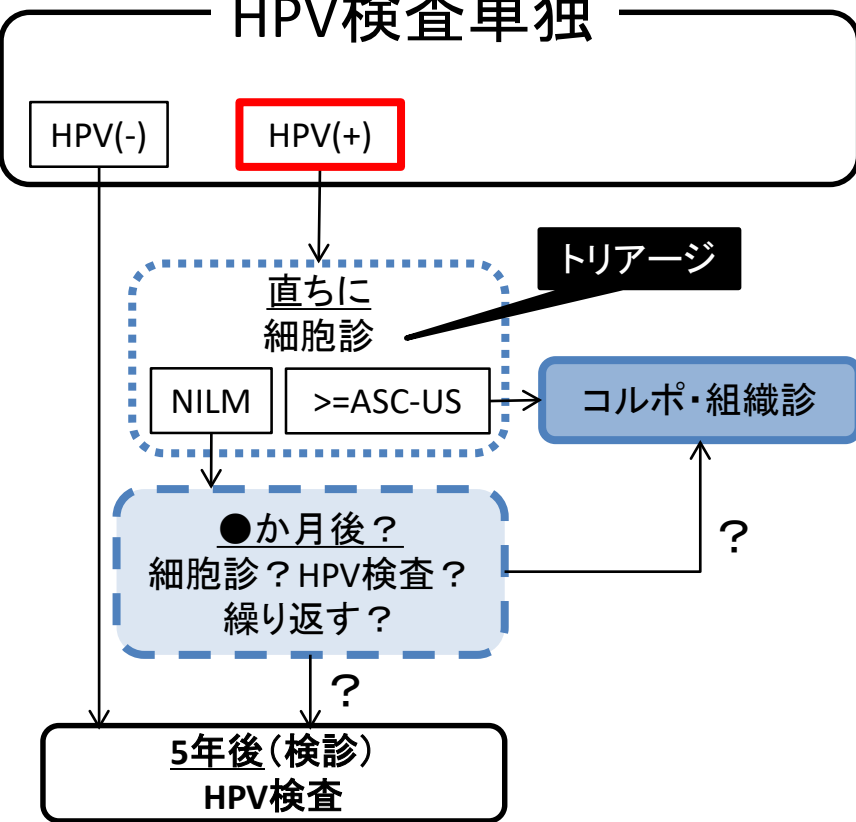 HPV検査単独
HPV(-)
HPV(+)
トリアージ
直ちに
細胞診
NILM
>=ASC-US
コルポ・組織診
●か月後？
細胞診？HPV検査？
繰り返す？
？
？
5年後（検診）
HPV検査